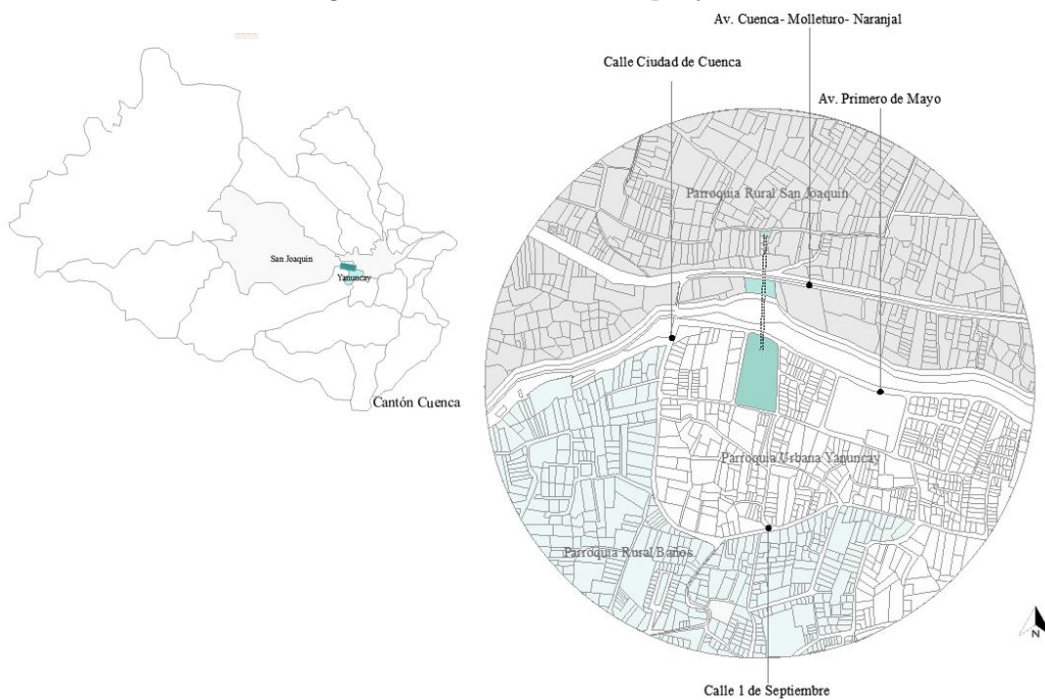 Av. Cuenca- Molleturo- Naranjal
Calle Ciudad de Cuenca
Av. Primero de Mayo
Parroquia Rural San Joaquin
San Joaquin
Yanuncay
Cantón Cuenca
Parroquia Urbana Yanuncay
Parroquia Rural Baños
N
Calle 1 de Septiembre